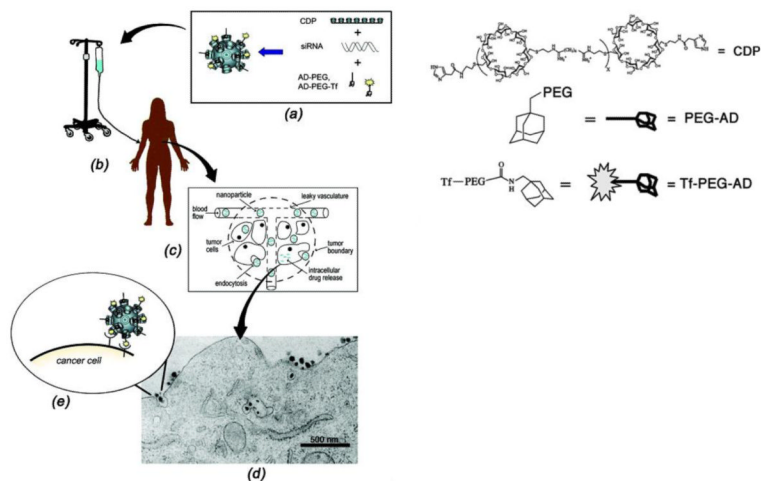 CDP
+
siRNA
+
AD-PEG,
AD-PEG-Tf
(a)
(b)
nanoparticle
leaky vasculature
blood
flow
tumor
cells
tumor
boundary
endocytosis
intracellular
drug release
(c)
cancer cell
(e)
500 nm
(d)
= CDP
PEG
= = PEG-AD
Tf-PEG
O
N
H
= = Tf-PEG-AD